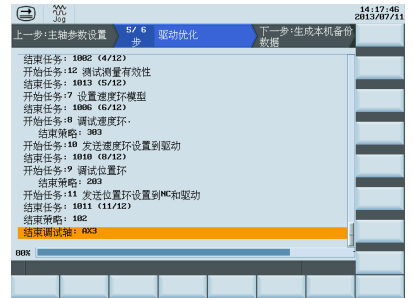 Jog
14:17:46
2013/07/11
上一步:主轴参数设置
5/ 6
步
驱动优化
下一步:生成本机备份
数据
结束任务: 1002 (4/12)
开始任务:12 测试测量有效性
结束任务: 1013 (5/12)
开始任务:7 设置速度环模型
结束任务: 1006 (6/12)
开始任务:8 调试速度环.
结束策略: 303
开始任务:10 发送速度环设置到驱动
结束任务: 1010 (8/12)
开始任务:9 调试位置环
结束策略: 203
开始任务:11 发送位置环设置到NC和驱动
结束任务: 1011 (11/12)
结束策略: 102
结束调试轴: AX3
80%